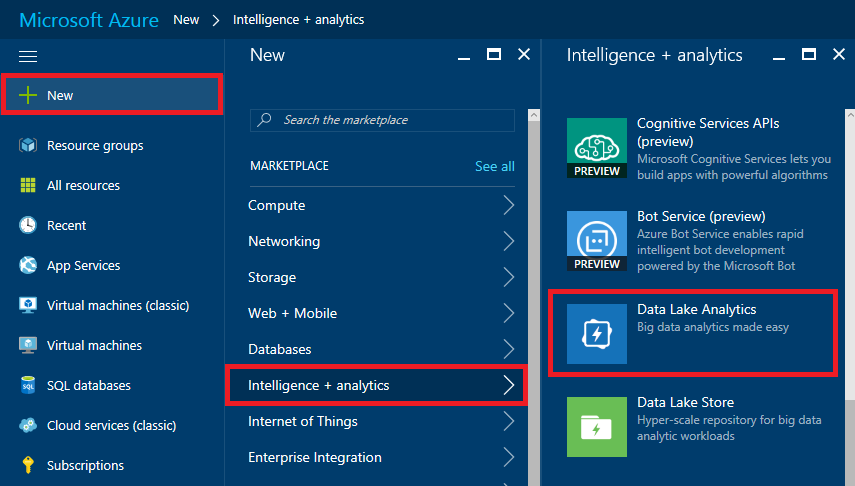 Microsoft Azure New > Intelligence + analytics
New
Resource groups
All resources
Recent
App Services
Virtual machines (classic)
Virtual machines
SQL
SQL databases
Cloud services (classic)
Subscriptions
New
Search the marketplace
MARKETPLACE See all
Compute
Networking
Storage
Web + Mobile
Databases
Intelligence + analytics
Internet of Things
Enterprise Integration
Intelligence + analytics
PREVIEW
Cognitive Services APIs
(preview)
Microsoft Cognitive Services lets you
build apps with powerful algorithms
PREVIEW
Bot Service (preview)
Azure Bot Service enables rapid
intelligent bot development
powered by the Microsoft Bot
Data Lake Analytics
Big data analytics made easy
Data Lake Store
Hyper-scale repository for big data
analytic workloads